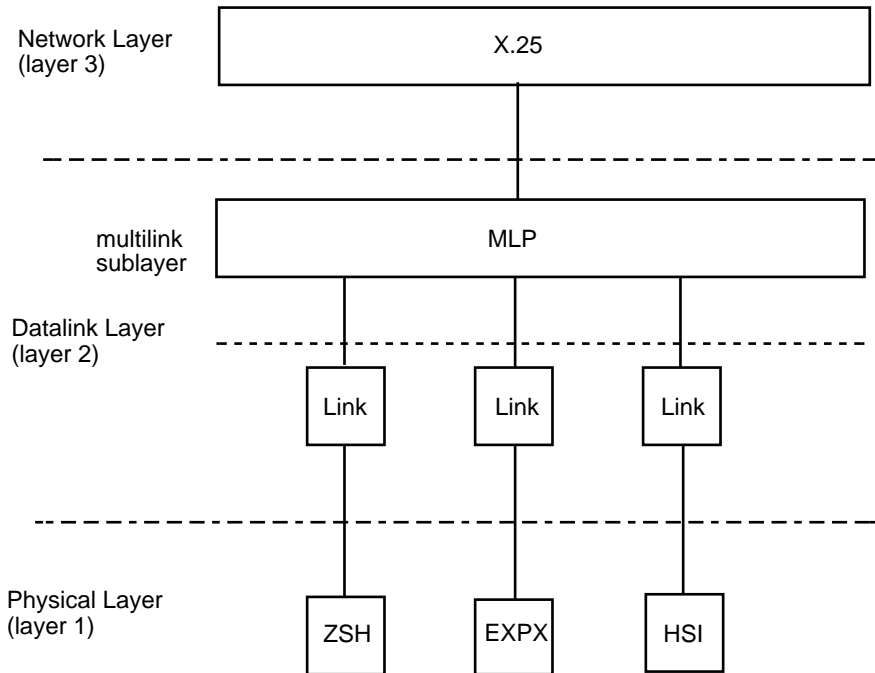 Network Layer
(layer 3)
X.25
multilink
sublayer
MLP
Datalink Layer
(layer 2)
Link
Link
Link
Physical Layer
(layer 1)
ZSH
EXPX
HSI